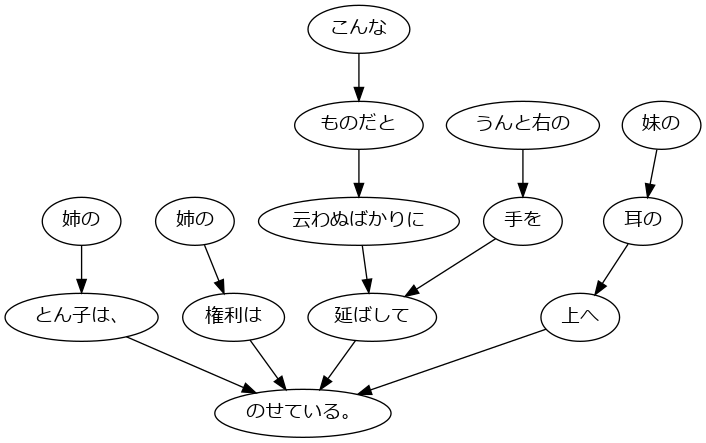 こんな
ものだと
うんと右の
妹の
姉の
姉の
云わぬばかりに
手を
耳の
とん子は、
権利は
延ばして
上へ
のせている。